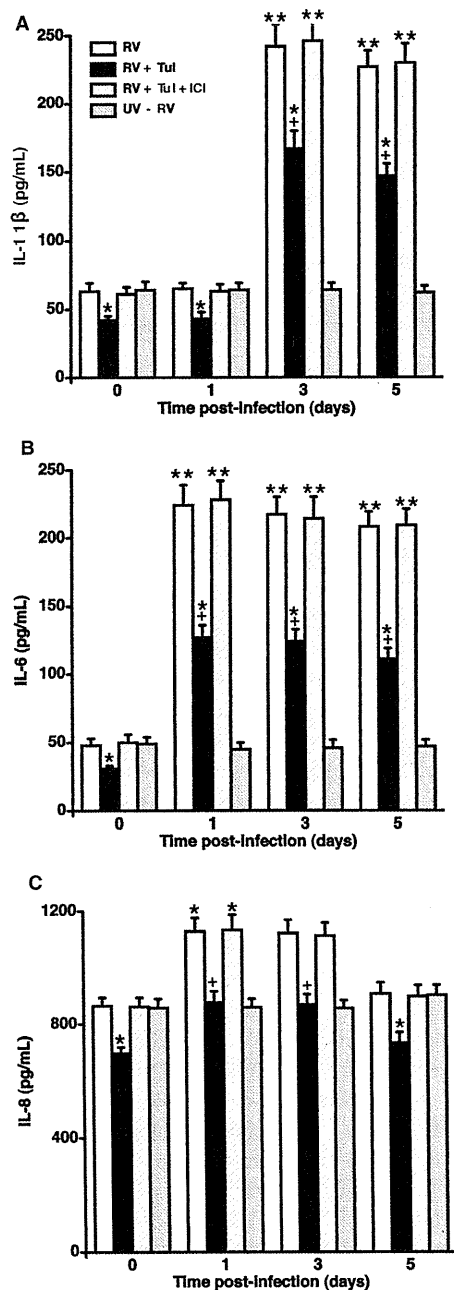 A
250
200
150
100
50
0
IL-1 1β (pg/mL)
RV
RV + Tul
RV + Tul + ICI
UV - RV
** ** ** **
*+ *+
* *
0 1 3 5
Time post-infection (days)
B
250
200
150
100
50
0
IL-6 (pg/mL)
** ** ** ** ** **
*+ *+ *+
*
0 1 3 5
Time post-infection (days)
C
1200
800
400
0
IL-8 (pg/mL)
* *
+ +
* *
0 1 3 5
Time post-infection (days)